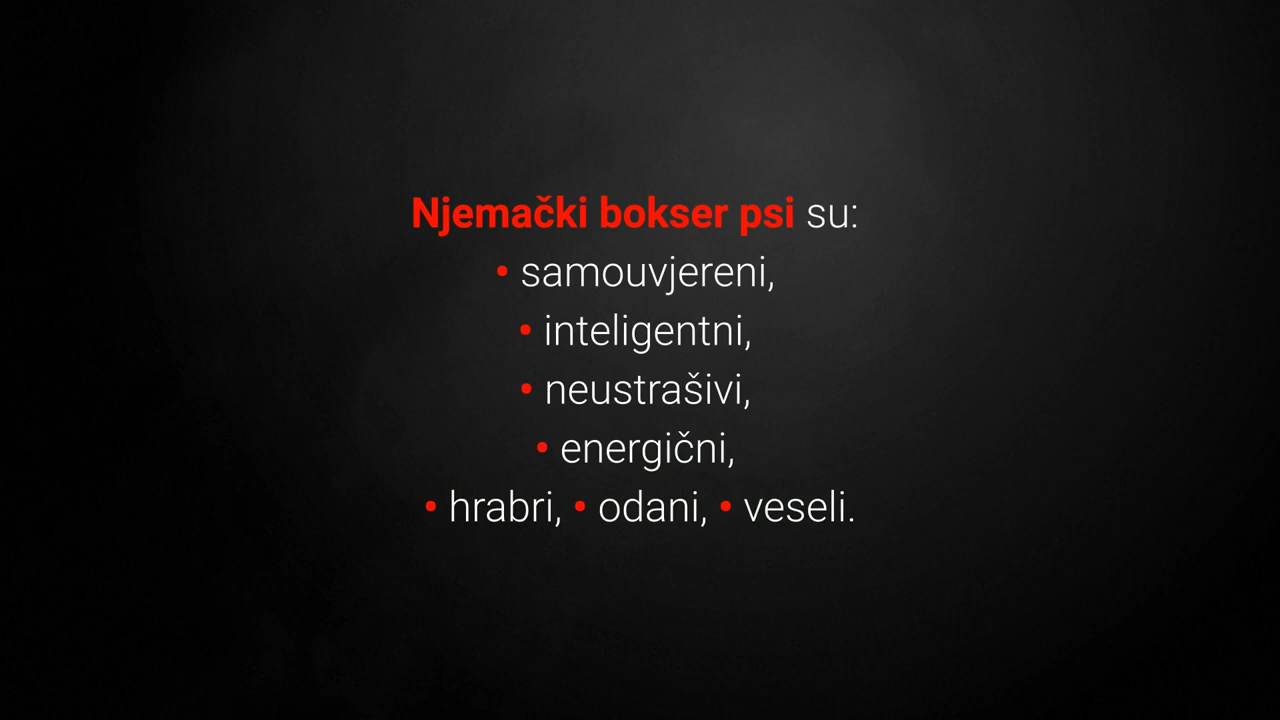 Njemački bokser psi su:
• samouvjereni,
• inteligentni,
• neustrašivi,
• energični,
• hrabri, • odani, • veseli.